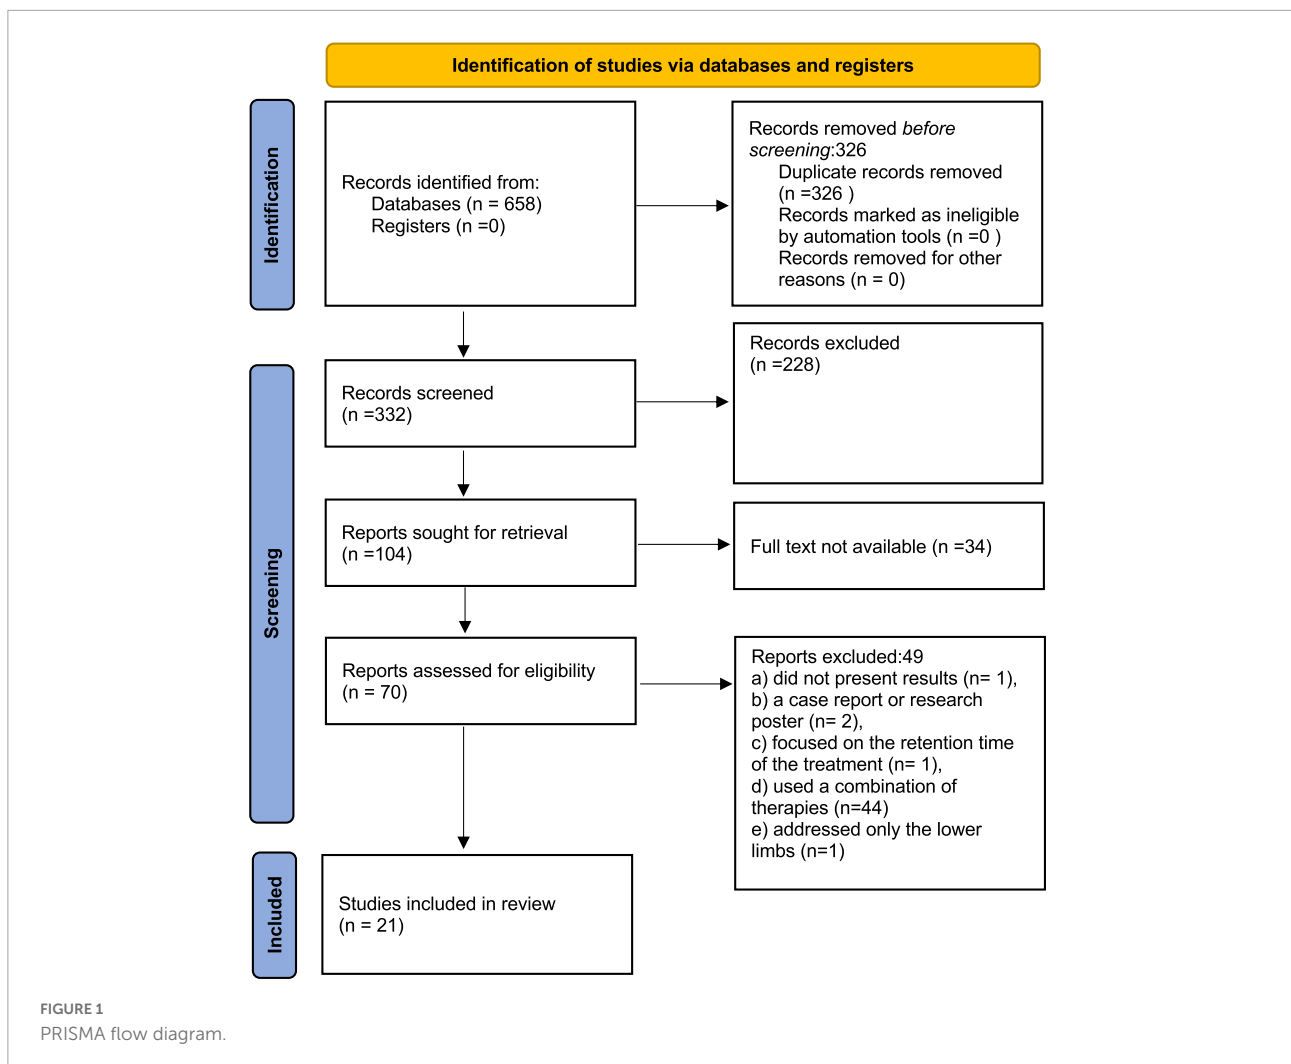 Identification of studies via databases and registers
Identification
Records identified from:
Databases (n = 658)
Registers (n =0)
Records removed before
screening:326
Duplicate records removed
(n =326 )
Records marked as ineligible
by automation tools (n =0 )
Records removed for other
reasons (n = 0)
Screening
Records screened
(n =332)
Records excluded
(n =228)
Reports sought for retrieval
(n =104)
Full text not available (n =34)
Reports assessed for eligibility
(n = 70)
Reports excluded:49
a) did not present results (n= 1),
b) a case report or research
poster (n= 2),
c) focused on the retention time
of the treatment (n= 1),
d) used a combination of
therapies (n=44)
e) addressed only the lower
limbs (n=1)
Included
Studies included in review
(n = 21)
FIGURE 1
PRISMA flow diagram.